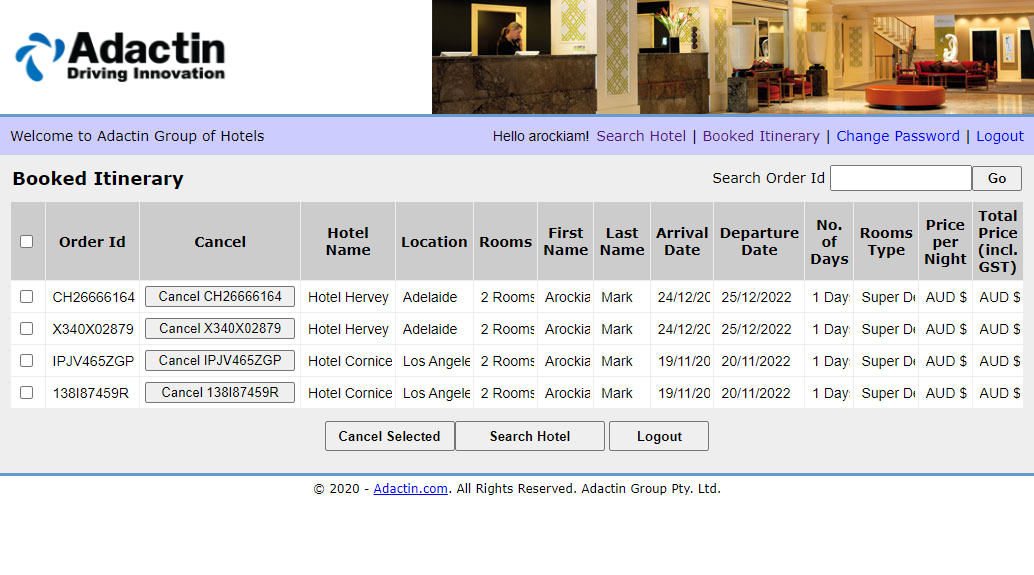 Adactin
Driving Innovation
Welcome to Adactin Group of Hotels
Hello arockiam! Search Hotel | Booked Itinerary | Change Password | Logout
Booked Itinerary
Search Order Id Go
Order Id Cancel Hotel Name Location Rooms First Name Last Name Arrival Date Departure Date No. of Days Rooms Type Price per Night Total Price (incl. GST)
CH26666164 Cancel CH26666164 Hotel Hervey Adelaide 2 Rooms Arockia Mark 24/12/20 25/12/2022 1 Day Super De AUD $ AUD $
X340X02879 Cancel X340X02879 Hotel Hervey Adelaide 2 Rooms Arockia Mark 24/12/20 25/12/2022 1 Day Super De AUD $ AUD $
IPJV465ZGP Cancel IPJV465ZGP Hotel Cornice Los Angele 2 Rooms Arockia Mark 19/11/20 20/11/2022 1 Day Super De AUD $ AUD $
138I87459R Cancel 138I87459R Hotel Cornice Los Angele 2 Rooms Arockia Mark 19/11/20 20/11/2022 1 Day Super De AUD $ AUD $
Cancel Selected Search Hotel Logout
© 2020 - Adactin.com. All Rights Reserved. Adactin Group Pty. Ltd.